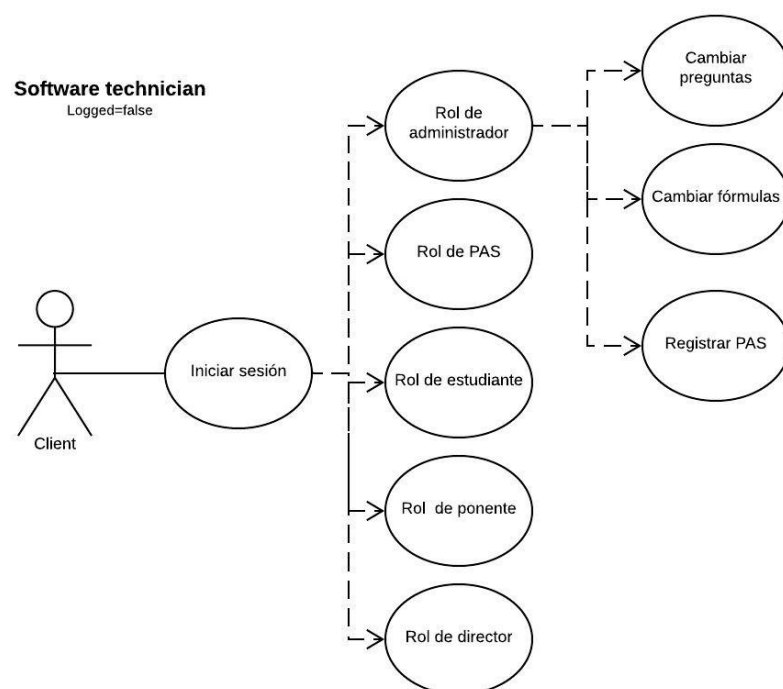 Software technician
Logged=false
Client
Iniciar sesión
Rol de
administrador
Rol de PAS
Rol de estudiante
Rol de ponente
Rol de director
Cambiar
preguntas
Cambiar fórmulas
Registrar PAS